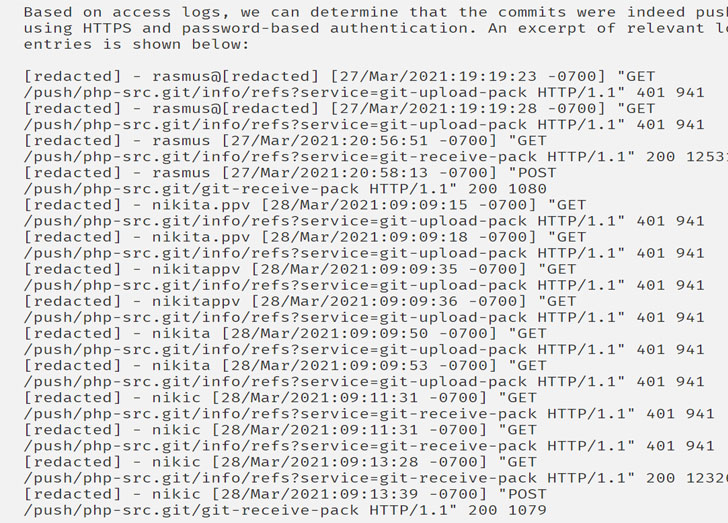 Based on access logs, we can determine that the commits were indeed
using HTTPS and password-based authentication. An excerpt of relevant
entries is shown below:
[redacted] - rasmus@[redacted] [27/Mar/2021:19:19:23 -0700] "GET
/push/php-src.git/info/refs?service=git-upload-pack HTTP/1.1" 401 941
[redacted] - rasmus@[redacted] [27/Mar/2021:19:19:28 -0700] "GET
/push/php-src.git/info/refs?service=git-upload-pack HTTP/1.1" 401 941
[redacted] - rasmus [27/Mar/2021:20:56:51 -0700] "GET
/push/php-src.git/info/refs?service=git-receive-pack HTTP/1.1" 200
[redacted] - rasmus [27/Mar/2021:20:58:13 -0700] "POST
/push/php-src.git/git-receive-pack HTTP/1.1" 200 1080
[redacted] - nikita.ppv [28/Mar/2021:09:09:15 -0700] "GET
/push/php-src.git/info/refs?service=git-upload-pack HTTP/1.1" 401 941
[redacted] - nikita.ppv [28/Mar/2021:09:09:18 -0700] "GET
/push/php-src.git/info/refs?service=git-upload-pack HTTP/1.1" 401 941
[redacted] - nikitappv [28/Mar/2021:09:09:35 -0700] "GET
/push/php-src.git/info/refs?service=git-upload-pack HTTP/1.1" 401 941
[redacted] - nikitappv [28/Mar/2021:09:09:36 -0700] "GET
/push/php-src.git/info/refs?service=git-upload-pack HTTP/1.1" 401 941
[redacted] - nikita [28/Mar/2021:09:09:50 -0700] "GET
/push/php-src.git/info/refs?service=git-upload-pack HTTP/1.1" 401 941
[redacted] - nikita [28/Mar/2021:09:09:53 -0700] "GET
/push/php-src.git/info/refs?service=git-upload-pack HTTP/1.1" 401 941
[redacted] - nikic [28/Mar/2021:09:11:31 -0700] "GET
/push/php-src.git/info/refs?service=git-receive-pack HTTP/1.1" 401 941
[redacted] - nikic [28/Mar/2021:09:11:31 -0700] "GET
/push/php-src.git/info/refs?service=git-receive-pack HTTP/1.1" 401 941
[redacted] - nikic [28/Mar/2021:09:13:28 -0700] "GET
/push/php-src.git/info/refs?service=git-receive-pack HTTP/1.1" 200
[redacted] - nikic [28/Mar/2021:09:13:39 -0700] "POST
/push/php-src.git/git-receive-pack HTTP/1.1" 200 1079